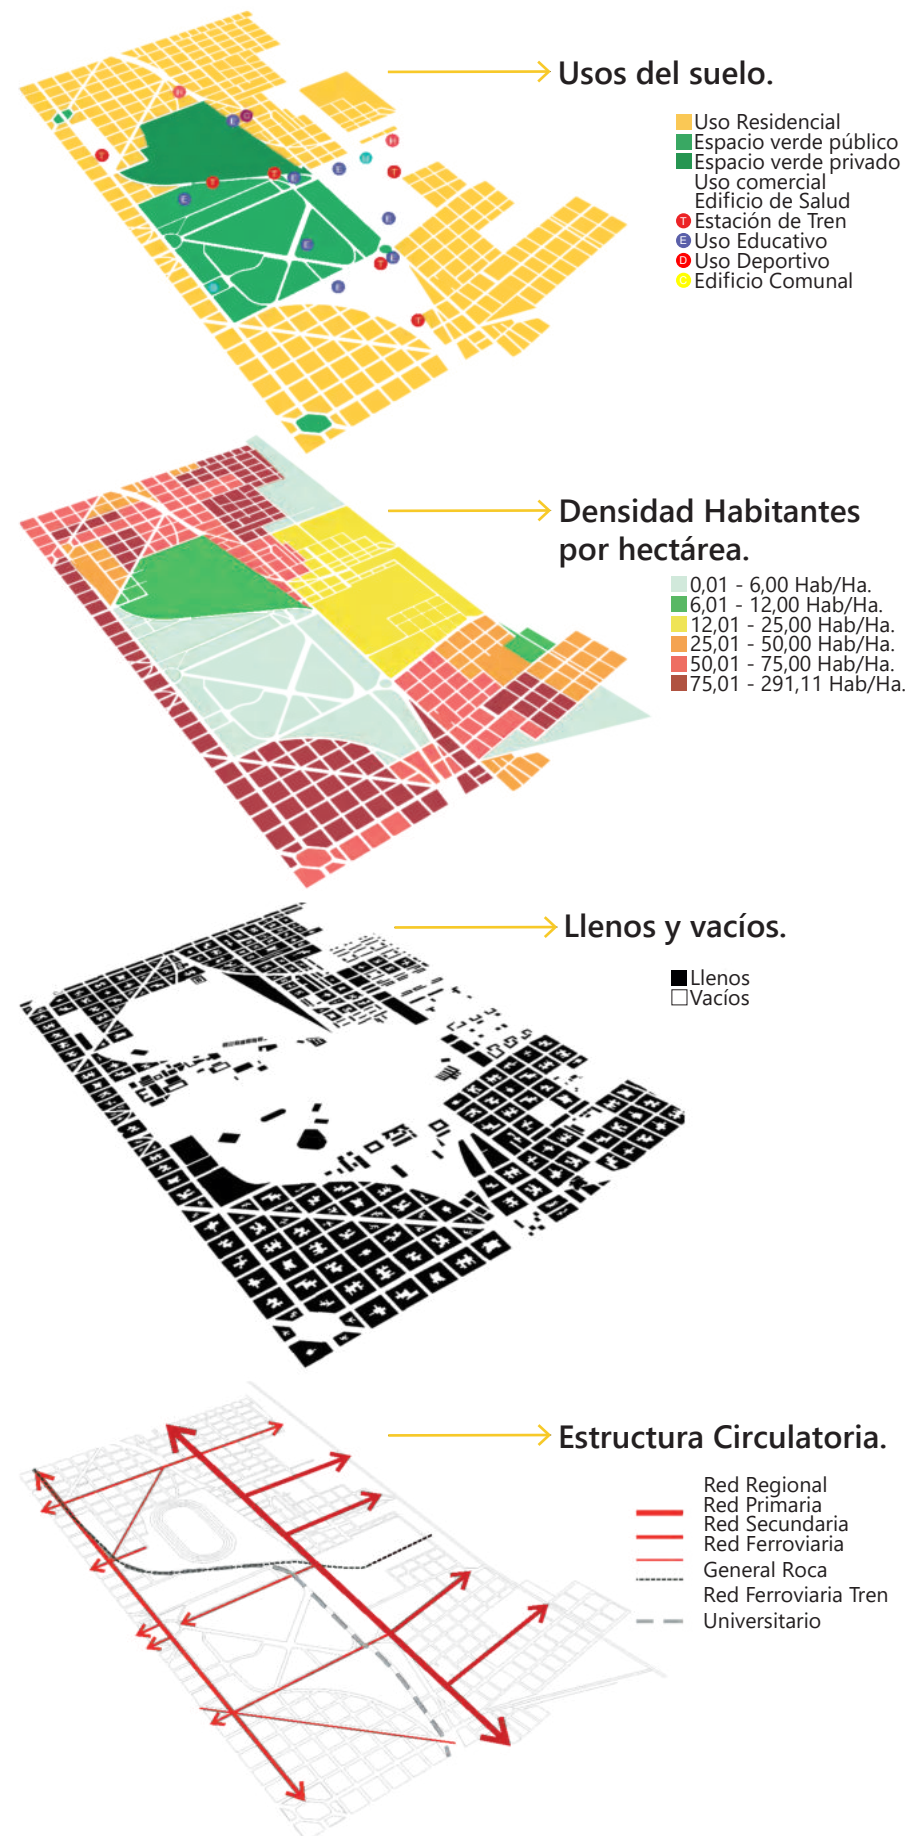 Usos del suelo.
Uso Residencial
Espacio verde público
Espacio verde privado
Uso comercial
Edificio de Salud
T Estación de Tren
E Uso Educativo
D Uso Deportivo
C Edificio Comunal
Densidad Habitantes
por hectárea.
0,01 - 6,00 Hab/Ha.
6,01 - 12,00 Hab/Ha.
12,01 - 25,00 Hab/Ha.
25,01 - 50,00 Hab/Ha.
50,01 - 75,00 Hab/Ha.
75,01 - 291,11 Hab/Ha.
Llenos y vacíos.
Llenos
Vacíos
Estructura Circulatoria.
Red Regional
Red Primaria
Red Secundaria
Red Ferroviaria
General Roca
Red Ferroviaria Tren
Universitario